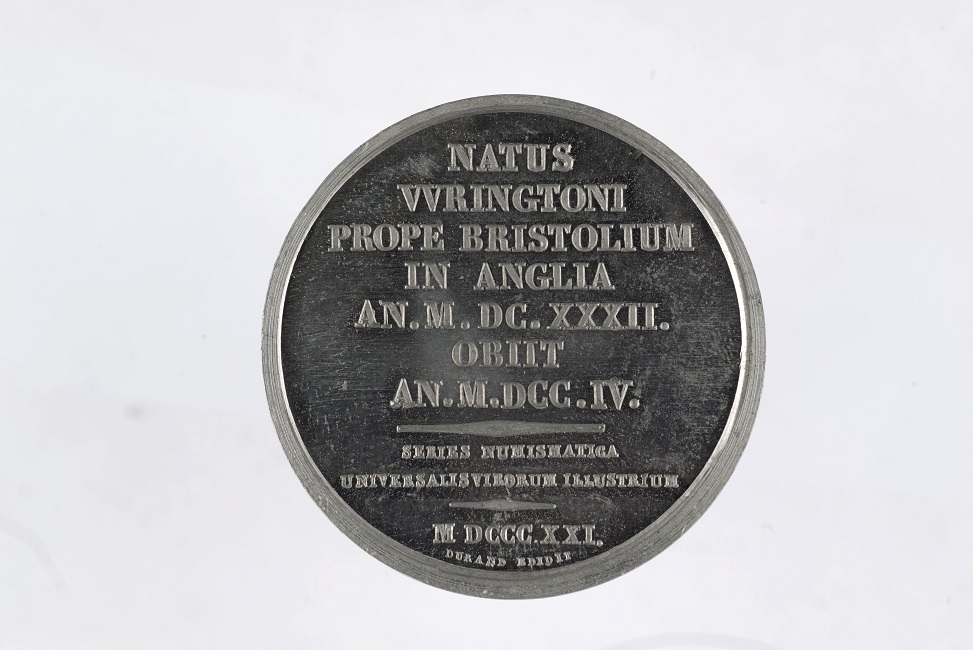 NATUS
VVRINGTONI
PROPE BRISTOLIUM
IN ANGLIA
AN. M. DC. XXXII.
OBIIT
AN. M. DCC. IV.
SERIES NUMISMATICA
UNIVERSALIS VIRORUM ILLUSTRIUM
M DCCC. XXI.
DURAND EDIDIT